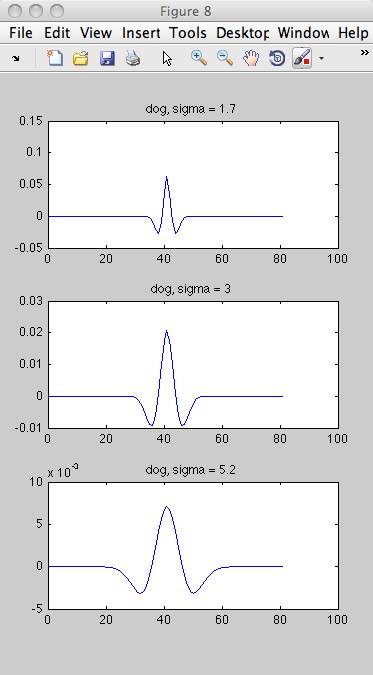 Figure 8
File Edit View Insert Tools Desktop Window Help
»
dog, sigma = 1.7
0.15
0.1
0.05
0
-0.05
0 20 40 60 80 100
dog, sigma = 3
0.03
0.02
0.01
0
-0.01
0 20 40 60 80 100
x 10-3 dog, sigma = 5.2
10
5
0
-5
0 20 40 60 80 100